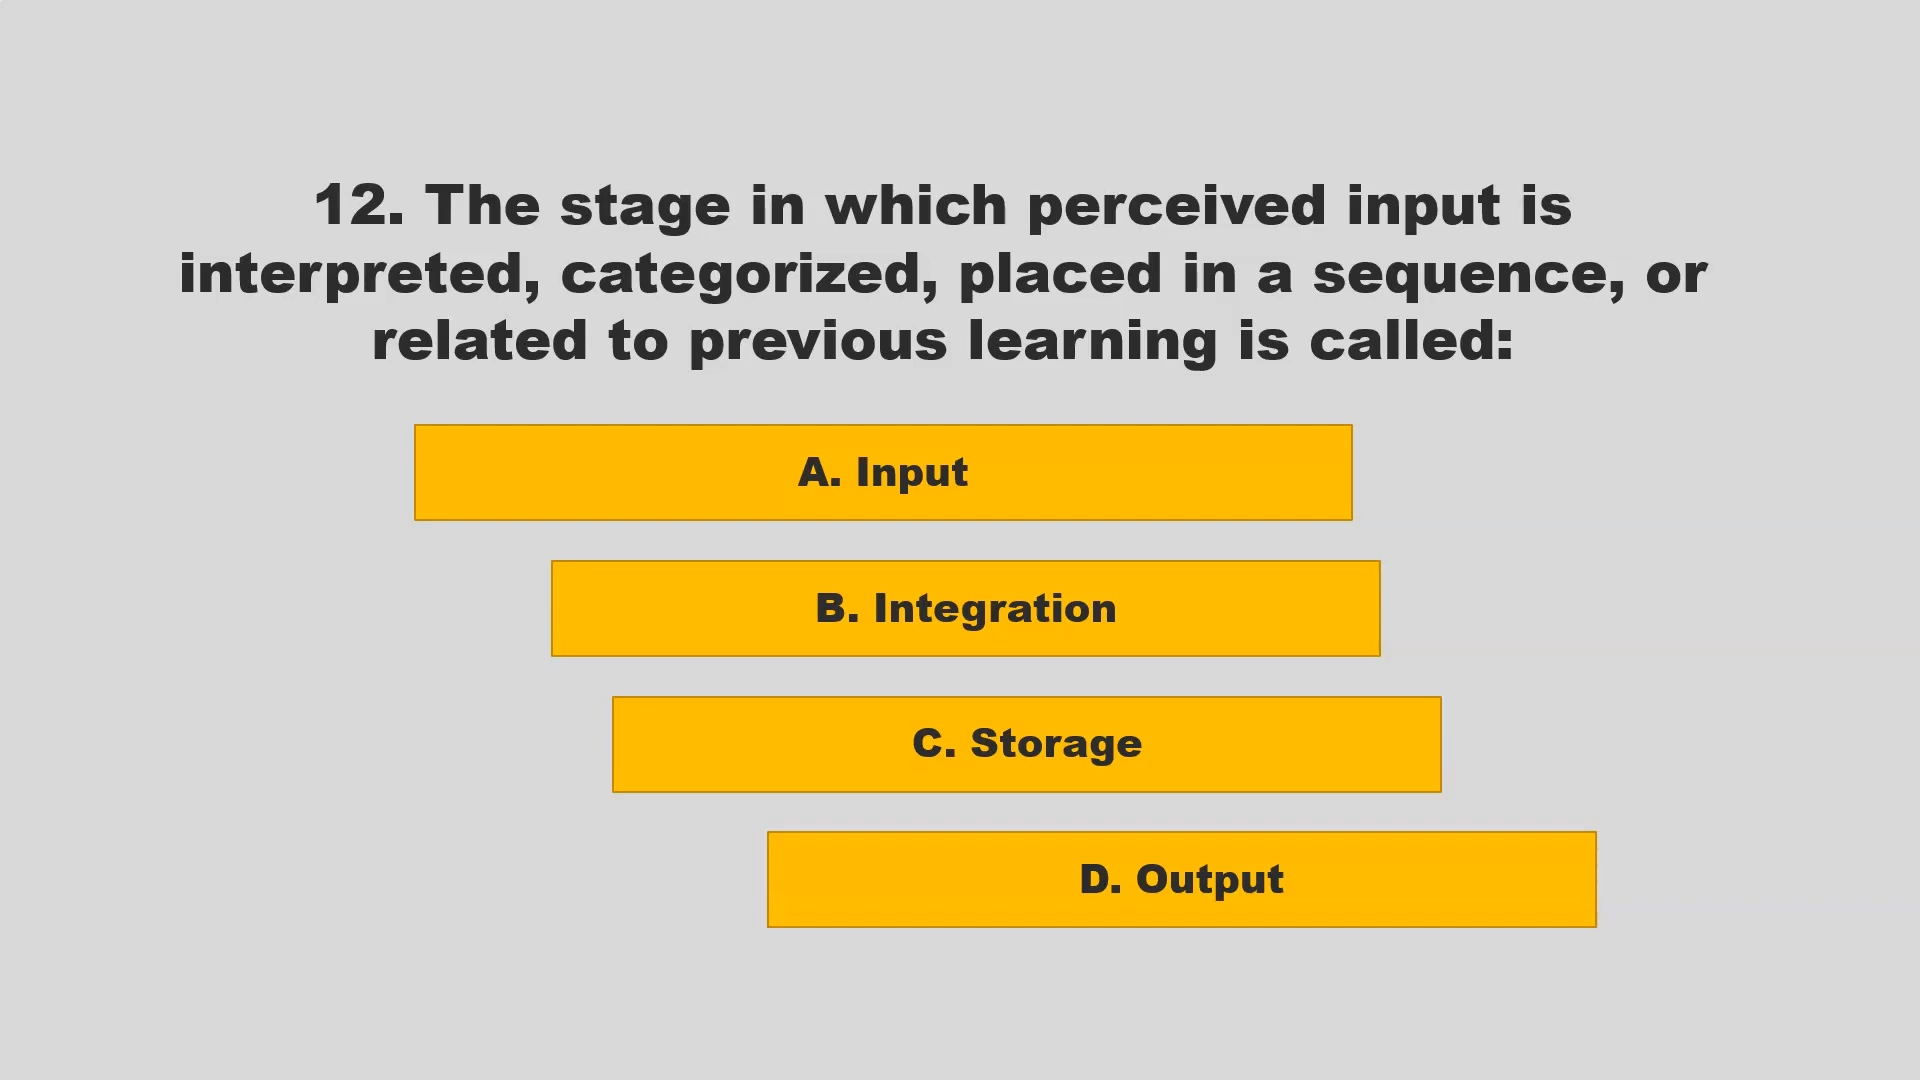 12. The stage in which perceived input is
interpreted, categorized, placed in a sequence, or
related to previous learning is called:
A. Input
B. Integration
C. Storage
D. Output